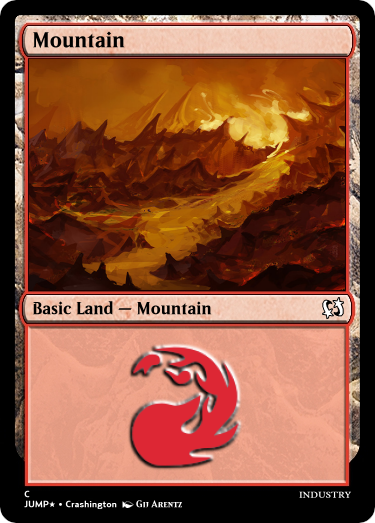 Mountain
Basic Land — Mountain
C
JUMP★ • Crashington Git Arentz
INDUSTRY